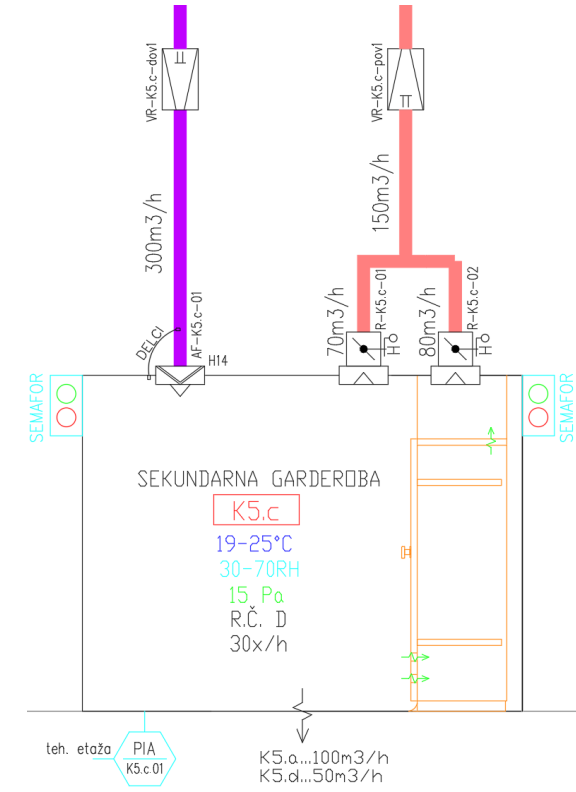 VR-K5.c-dov1
VR-K5.c-pov1
300m3/h
150m3/h
DELCI
AF-K5.c-01
H14
70m3/h
R-K5.c-01
80m3/h
R-K5.c-02
SEMAFOR
SEMAFOR
SEKUNDARNA GARDEROBA
K5.c
19-25°C
30-70RH
15 Pa
R.Č. D
30x/h
teh. etaža
PIA
K5.c.01
K5.a...100m3/h
K5.d...50m3/h